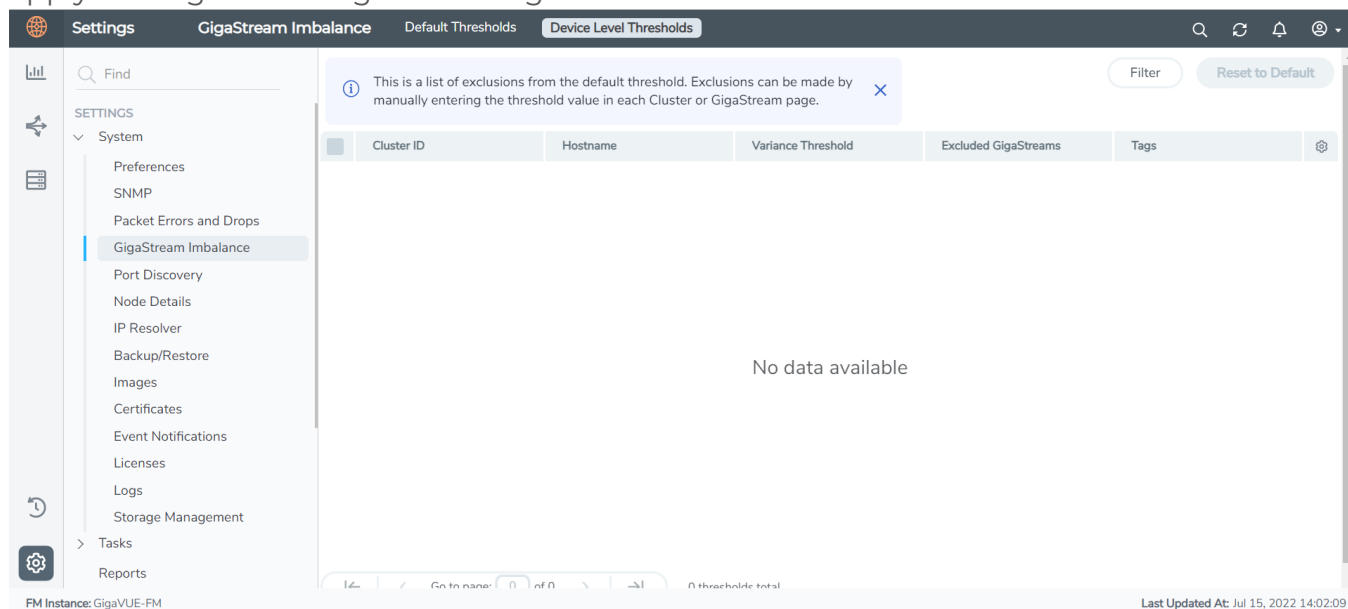 Settings GigaStream Imbalance Default Thresholds Device Level Thresholds
Find
SETTINGS
System
Preferences
SNMP
Packet Errors and Drops
GigaStream Imbalance
Port Discovery
Node Details
IP Resolver
Backup/Restore
Images
Certificates
Event Notifications
Licenses
Logs
Storage Management
Tasks
Reports
This is a list of exclusions from the default threshold. Exclusions can be made by
manually entering the threshold value in each Cluster or GigaStream page.
Filter Reset to Default
Cluster ID Hostname Variance Threshold Excluded GigaStreams Tags
No data available
Go to page: 0 of 0 0 thresholds total
FM Instance: GigaVUE-FM Last Updated At: Jul 15, 2022 14:02:09